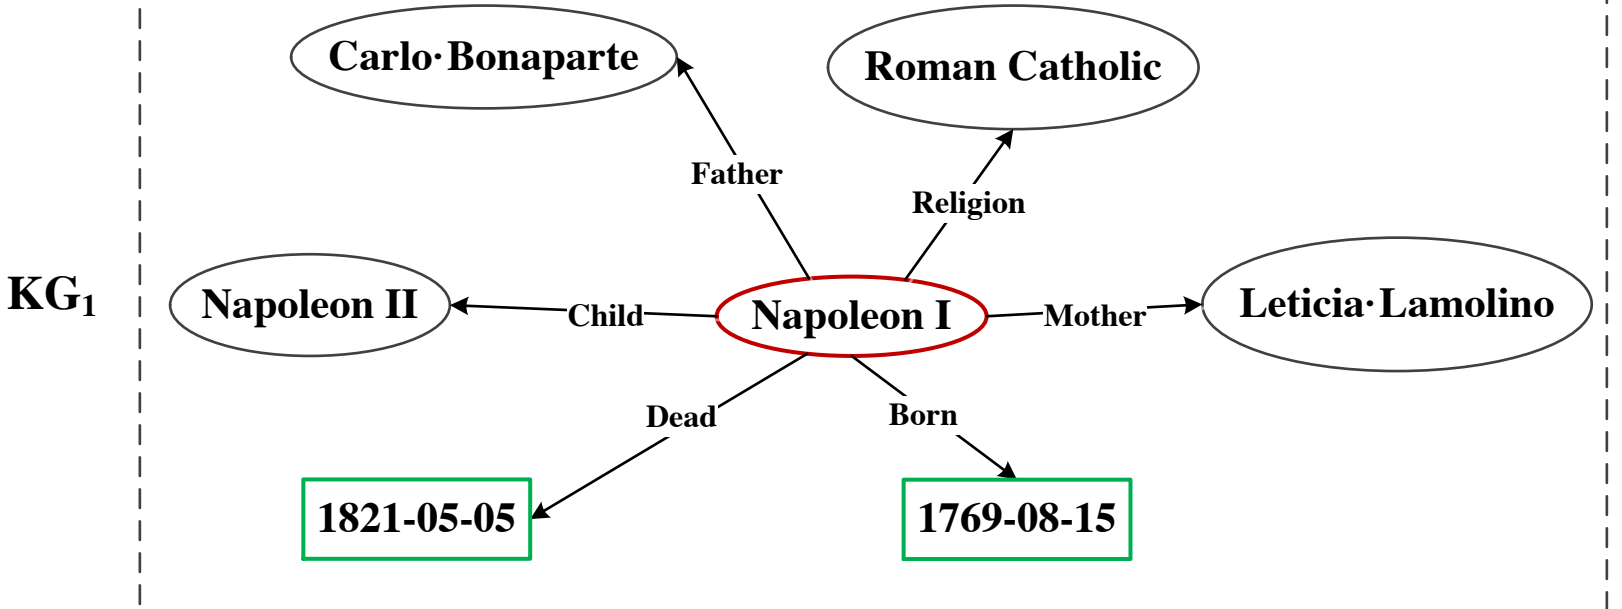 Carlo·Bonaparte
Roman Catholic
Father
Religion
KG₁
Napoleon II
Child
Napoleon I
Mother
Leticia·Lamolino
Dead
Born
1821-05-05
1769-08-15